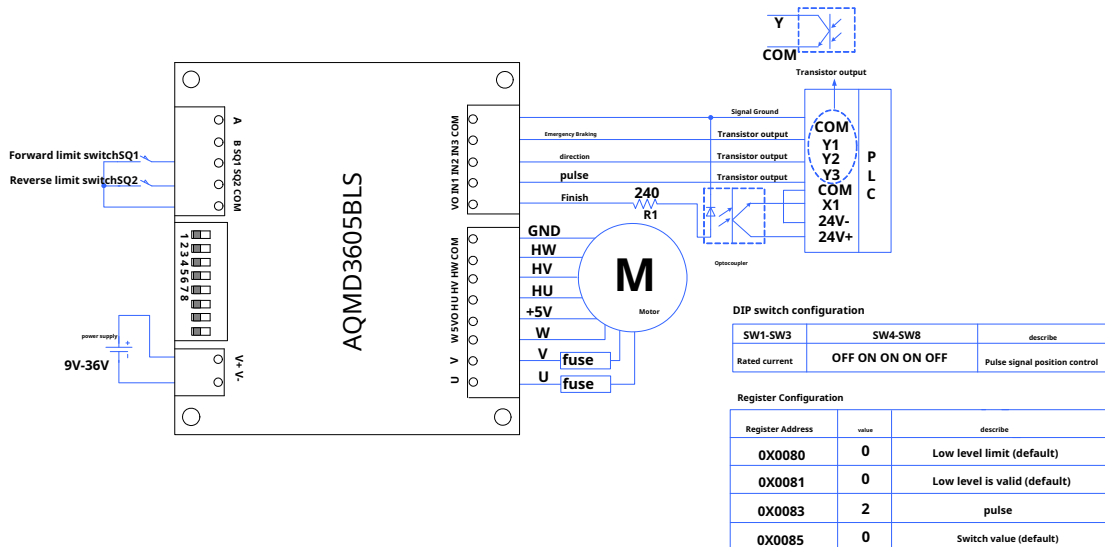 Y
COM
Transistor output
Signal Ground
Emergency Braking Transistor output
direction Transistor output
pulse Transistor output
Finish 240
R1
Optocoupler
COM
Y1
Y2
Y3
COM
X1
24V-
24V+
PLC
Forward limit switchSQ1
Reverse limit switchSQ2
A
B SQ1 SQ2 COM
1 2 3 4 5 6 7 8
power supply
+
9V-36V
V+ V-
AQMD3605BLS
VO IN1 IN2 IN3 COM
U V W 5VO HU HV HW COM
GND
HW
HV
HU
+5V
W
V fuse
U fuse
M
Motor
DIP switch configuration
SW1-SW3 SW4-SW8 describe
Rated current OFF ON ON ON OFF Pulse signal position control
Register Configuration
Register Address value describe
0X0080 0 Low level limit (default)
0X0081 0 Low level is valid (default)
0X0083 2 pulse
0X0085 0 Switch value (default)